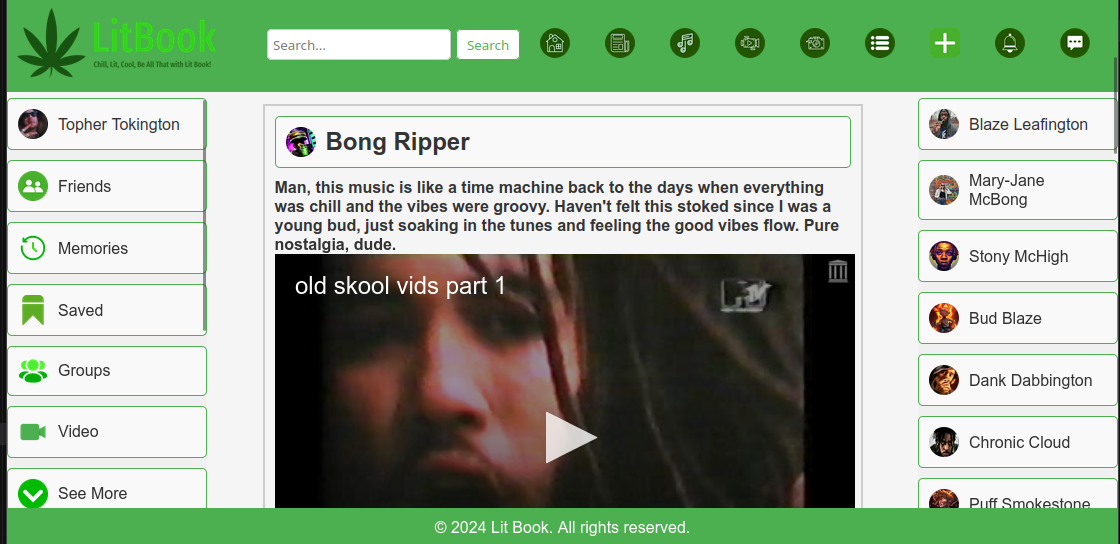 LitBook
Chill, Lit, Cool, Be All That with Lit Book!
Search...
Search
Topher Tokington
Friends
Memories
Saved
Groups
Video
See More
Bong Ripper
Man, this music is like a time machine back to the days when everything
was chill and the vibes were groovy. Haven't felt this stoked since I was a
young bud, just soaking in the tunes and feeling the good vibes flow. Pure
nostalgia, dude.
old skool vids part 1
MTV
Blaze Leafington
Mary-Jane
McBong
Stony McHigh
Bud Blaze
Dank Dabbington
Chronic Cloud
Puff Smokestone
© 2024 Lit Book. All rights reserved.